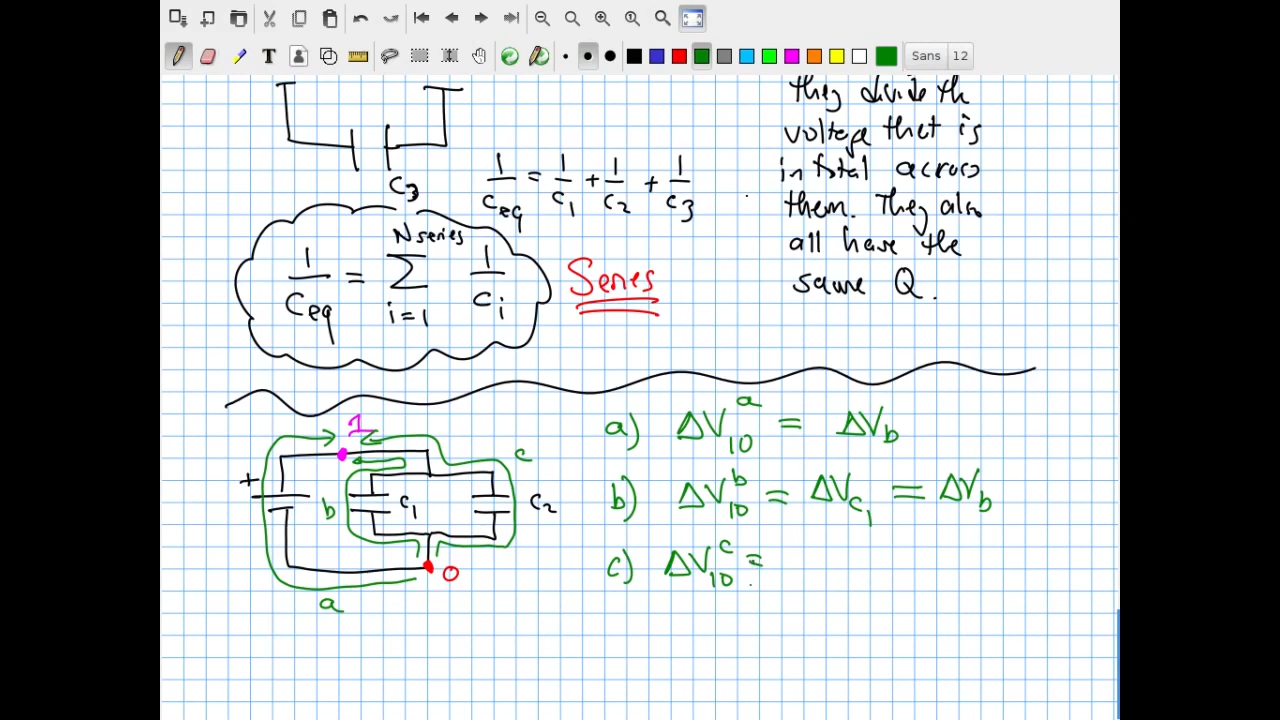 Sans 12
they divide th
voltage that is
in total across
them. They also
all have the
same Q.
C3
1/Ceq = 1/C1 + 1/C2 + 1/C3
1/Ceq = N series ∑ i=1 1/Ci
Series
1
+
b
C1
C2
c
0
a
a) ΔV10^a = ΔVb
b) ΔV10^b = ΔVC1 = ΔVb
c) ΔV10^c =